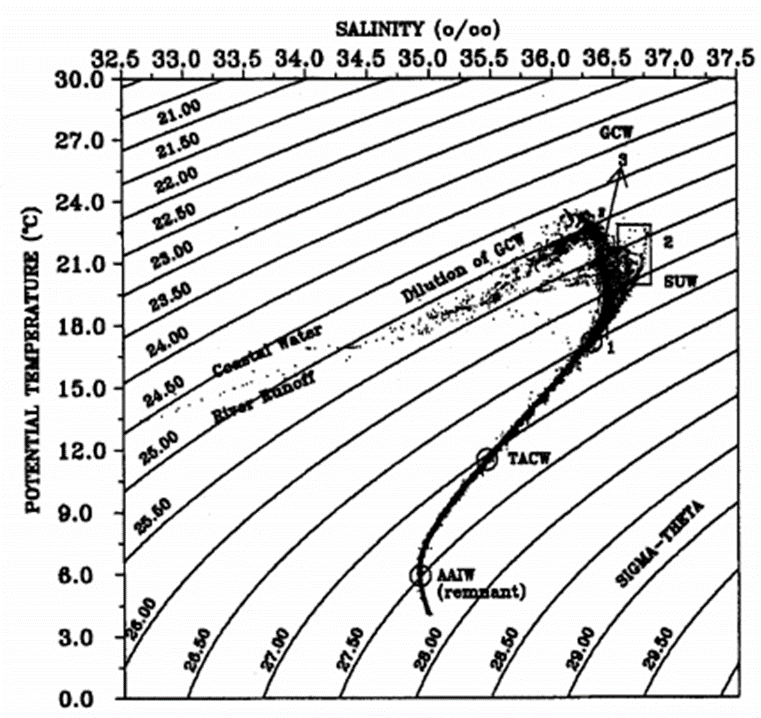 SALINITY (o/oo)
32.5 33.0 33.5 34.0 34.5 35.0 35.5 36.0 36.5 37.0 37.5
POTENTIAL TEMPERATURE (°C)
30.0
27.0
24.0
21.0
18.0
15.0
12.0
9.0
6.0
3.0
0.0
21.00
21.50
22.00
22.50
23.00
23.50
24.00
24.50
25.00
25.50
26.00
26.50
27.00
27.50
28.00
28.50
29.00
29.50
GCW
3
2
SUW
1
Dilution of GCW
Coastal Water
River Runoff
TACW
AAIW
(remnant)
SIGMA-THETA